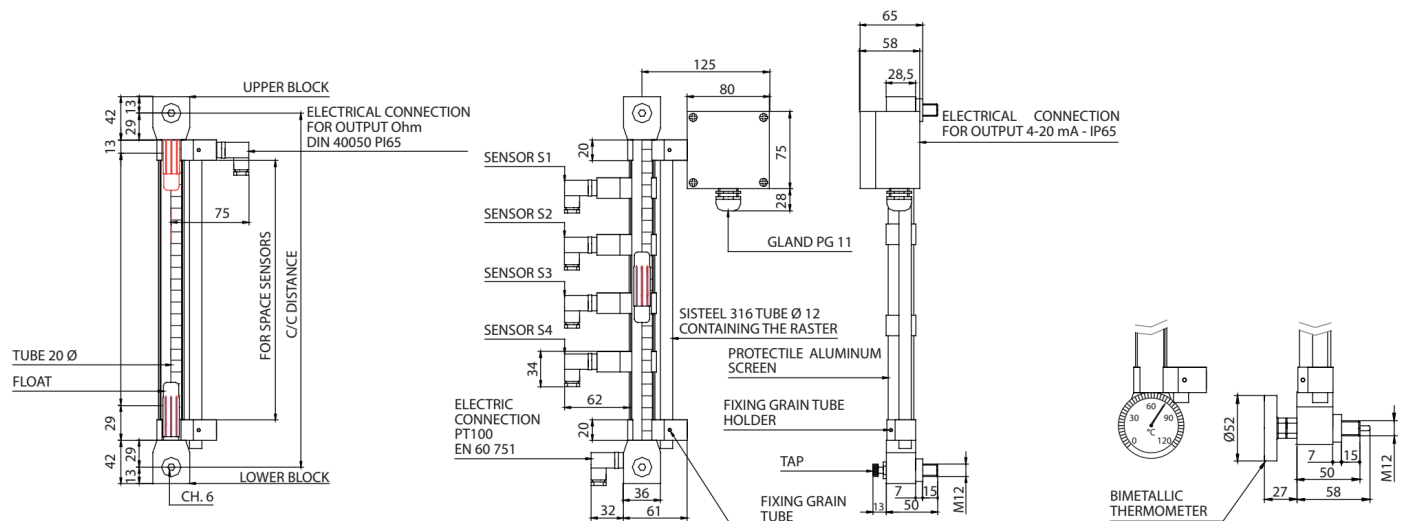 UPPER BLOCK
ELECTRICAL CONNECTION
FOR OUTPUT Ohm
DIN 40050 PI65
13
42
29
13
75
FOR SPACE SENSORS
C/C DISTANCE
TUBE 20 Ø
FLOAT
29
42
29
13
LOWER BLOCK
CH. 6
125
80
20
75
28
SENSOR S1
SENSOR S2
SENSOR S3
SENSOR S4
GLAND PG 11
SISTEEL 316 TUBE Ø 12
CONTAINING THE RASTER
34
62
ELECTRIC
CONNECTION
PT100
EN 60 751
20
36
32
61
FIXING GRAIN
TUBE
65
58
28,5
ELECTRICAL CONNECTION
FOR OUTPUT 4-20 mA - IP65
PROTECTILE ALUMINUM
SCREEN
FIXING GRAIN TUBE
HOLDER
TAP
7
15
13
50
M12
0
30
60
90
120
°C
Ø52
7
15
50
27
58
M12
BIMETALLIC
THERMOMETER